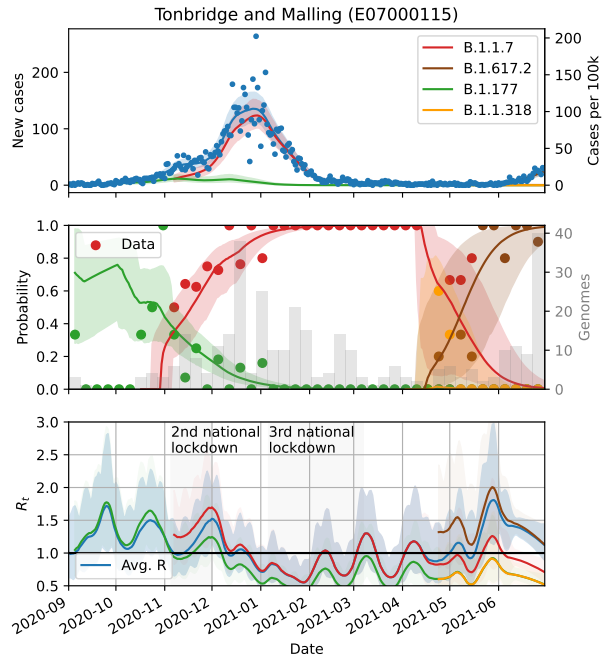 Tonbridge and Malling (E07000115)
New cases
200
100
0
B.1.1.7
B.1.617.2
B.1.177
B.1.1.318
200
150
100
50
0
Cases per 100k
Probability
1.0
0.8
0.6
0.4
0.2
0.0
Data
40
30
20
10
0
Genomes
R_t
3.0
2.5
2.0
1.5
1.0
0.5
2nd national
lockdown
3rd national
lockdown
Avg. R
2020-09
2020-10
2020-11
2020-12
2021-01
2021-02
2021-03
2021-04
2021-05
2021-06
Date